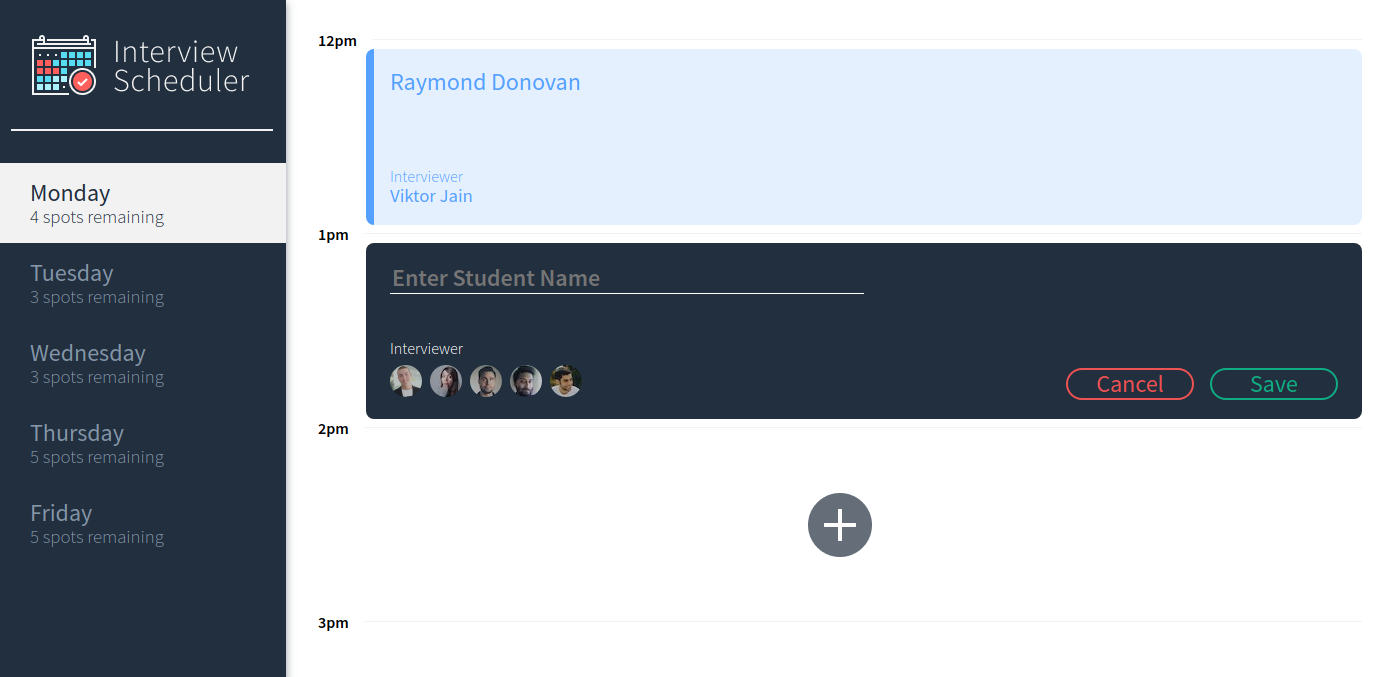 Interview
Scheduler
Monday
4 spots remaining
Tuesday
3 spots remaining
Wednesday
3 spots remaining
Thursday
5 spots remaining
Friday
5 spots remaining
12pm
Raymond Donovan
Interviewer
Viktor Jain
1pm
Enter Student Name
Interviewer
Cancel
Save
2pm
3pm